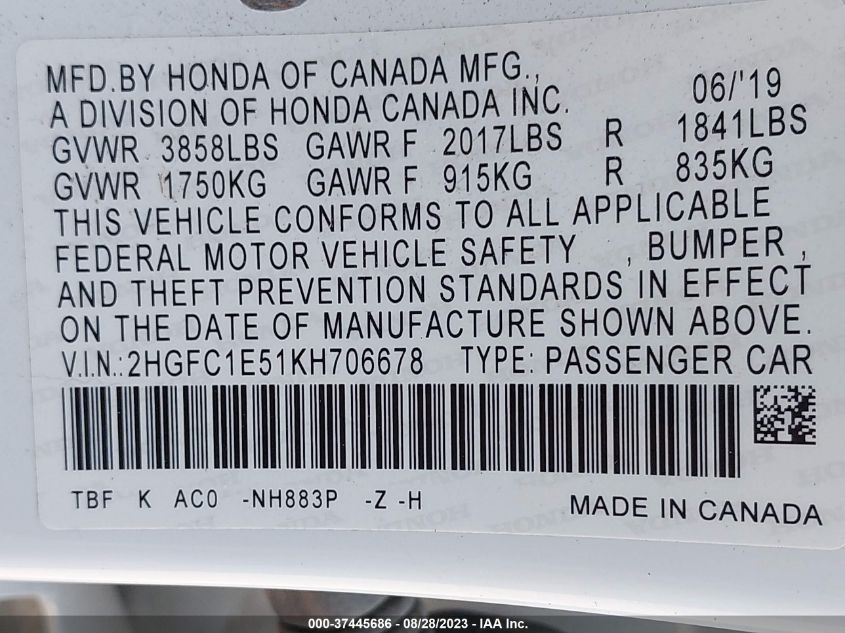 MFD.BY HONDA OF CANADA MFG.,
A DIVISION OF HONDA CANADA INC. 06/'19
GVWR 3858LBS GAWR F 2017LBS R 1841LBS
GVWR 1750KG GAWR F 915KG R 835KG
THIS VEHICLE CONFORMS TO ALL APPLICABLE
FEDERAL MOTOR VEHICLE SAFETY , BUMPER ,
AND THEFT PREVENTION STANDARDS IN EFFECT
ON THE DATE OF MANUFACTURE SHOWN ABOVE.
V.I.N.: 2HGFC1E51KH706678 TYPE: PASSENGER CAR
TBF K AC0 -NH883P -Z -H
MADE IN CANADA
000-37445686 - 08/28/2023 - IAA Inc.